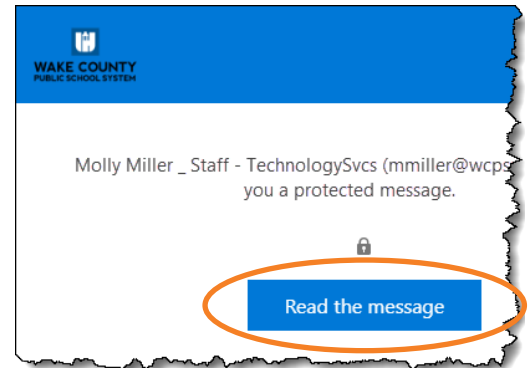 WAKE COUNTY
PUBLIC SCHOOL SYSTEM
Molly Miller _ Staff - TechnologySvcs (mmiller@wcps
you a protected message.
Read the message